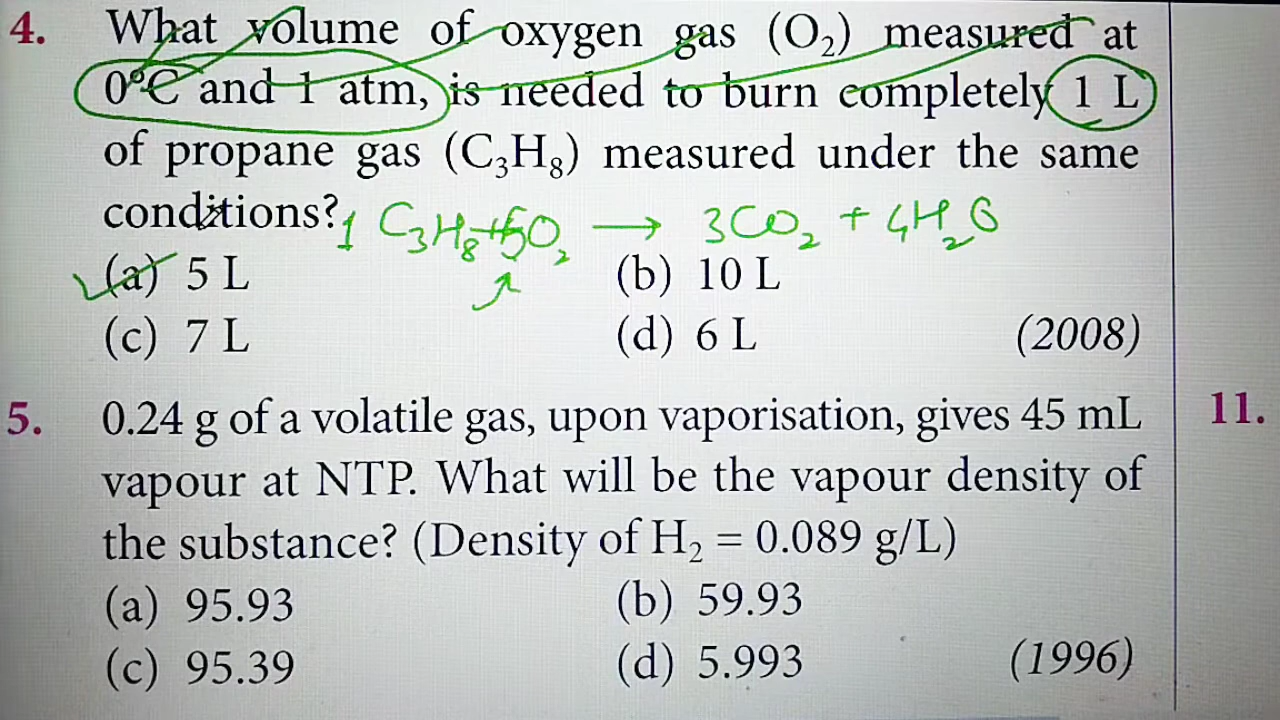 4. What volume of oxygen gas (O₂) measured at
0°C and 1 atm, is needed to burn completely 1 L
of propane gas (C₃H₈) measured under the same
conditions?
1 C₃H₈ + 5O₂ → 3CO₂ + 4H₂O
(a) 5 L (b) 10 L
(c) 7 L (d) 6 L (2008)
5. 0.24 g of a volatile gas, upon vaporisation, gives 45 mL
vapour at NTP. What will be the vapour density of
the substance? (Density of H₂ = 0.089 g/L)
(a) 95.93 (b) 59.93
(c) 95.39 (d) 5.993 (1996)
11.